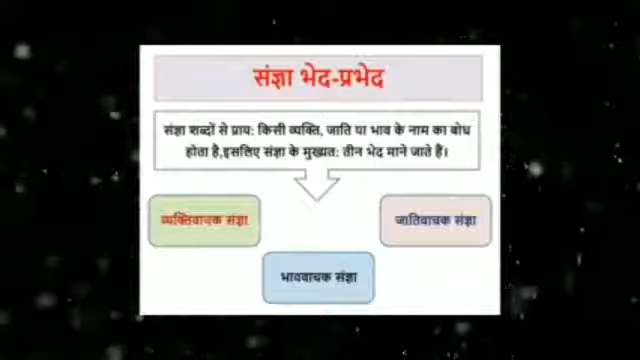 संज्ञा भेद-प्रभेद
संज्ञा शब्दों से प्राय: किसी व्यक्ति, जाति या भाव के नाम का बोध
होता है,इसलिए संज्ञा के मुख्यत: तीन भेद माने जाते हैं।
व्यक्तिवाचक संज्ञा
जातिवाचक संज्ञा
भाववाचक संज्ञा